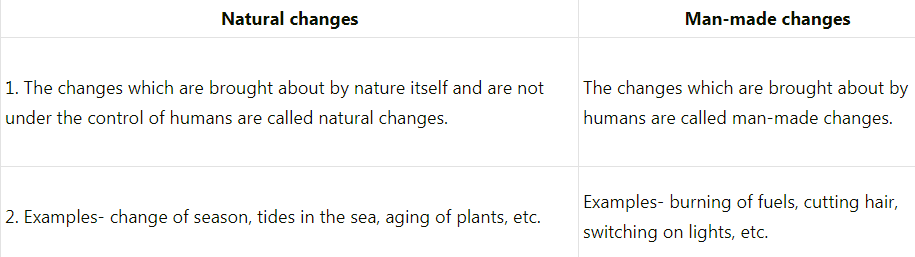 Natural changes
Man-made changes
1. The changes which are brought about by nature itself and are not
under the control of humans are called natural changes.
The changes which are brought about by
humans are called man-made changes.
2. Examples- change of season, tides in the sea, aging of plants, etc.
Examples- burning of fuels, cutting hair,
switching on lights, etc.